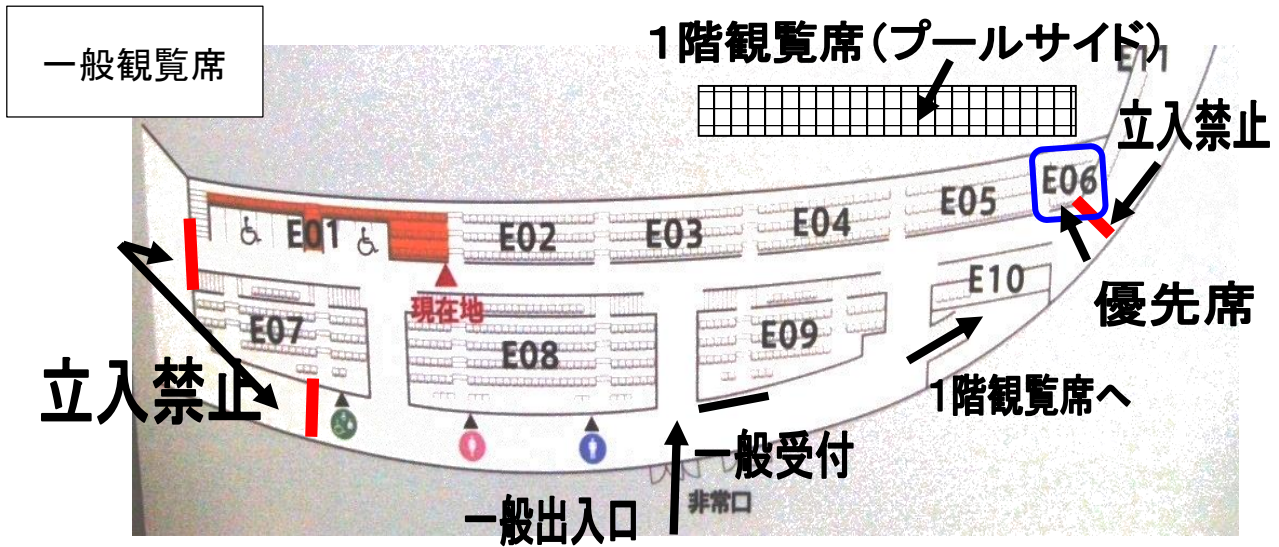 一般観覧席
1階観覧席(プールサイド)
E11
立入禁止
E06
E05
E04
E03
E02
E01
E10
優先席
現在地
E07
E08
E09
立入禁止
1階観覧席へ
一般受付
非常口
一般出入口